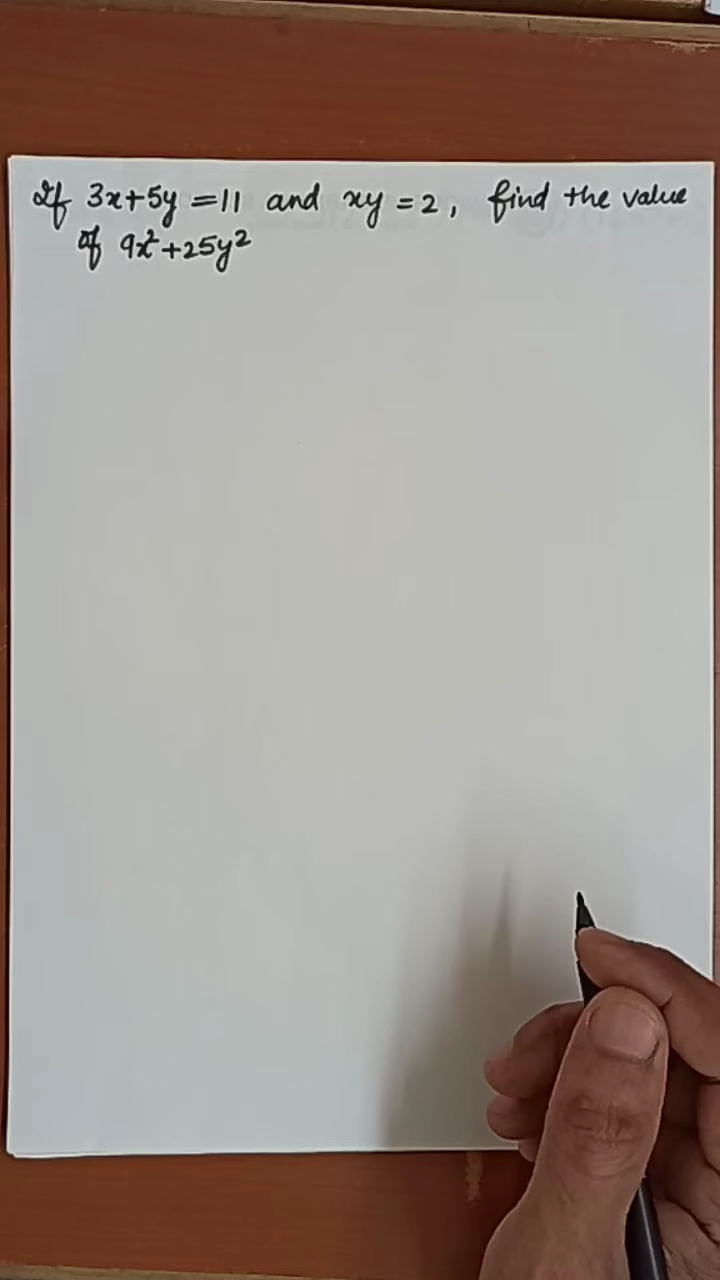 If 3x+5y =11 and xy = 2, find the value
of 9x²+25y²